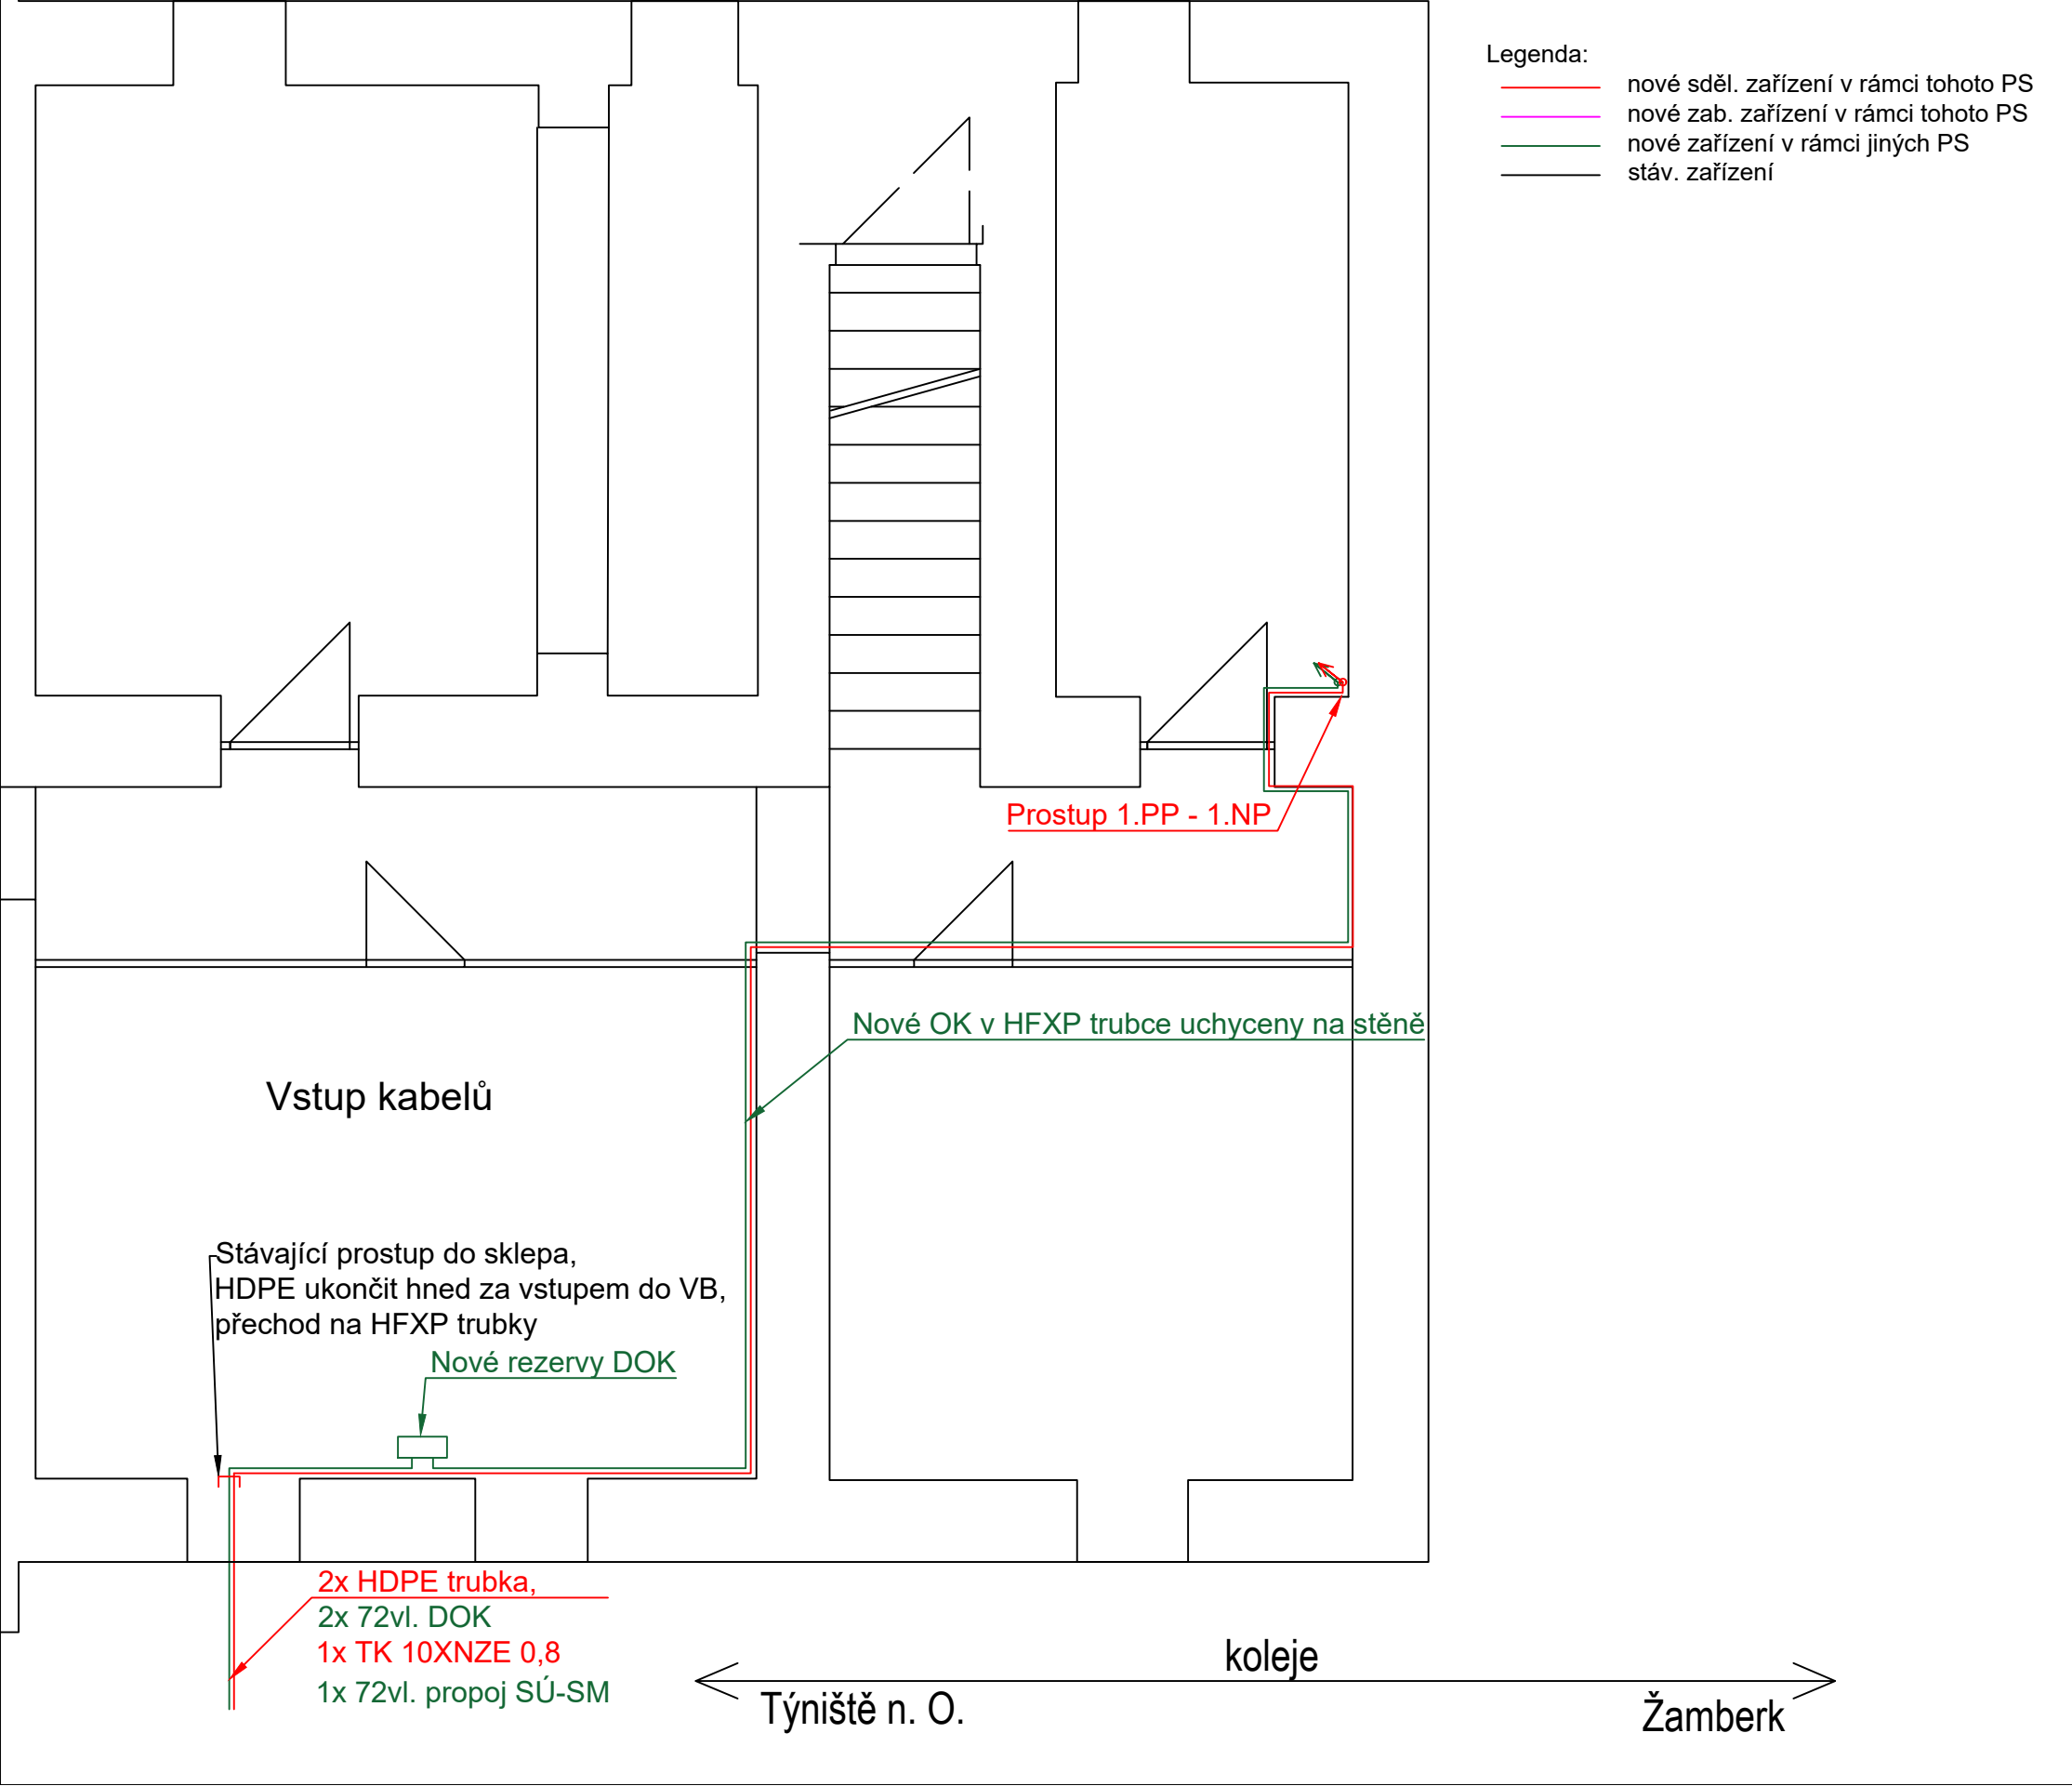 Legenda:
nové sděl. zařízení v rámci tohoto PS
nové zab. zařízení v rámci tohoto PS
nové zařízení v rámci jiných PS
stáv. zařízení
Prostup 1.PP - 1.NP
Nové OK v HFXP trubce uchyceny na stěně
Vstup kabelů
Stávající prostup do sklepa,
HDPE ukončit hned za vstupem do VB,
přechod na HFXP trubky
Nové rezervy DOK
2x HDPE trubka,
2x 72vl. DOK
1x TK 10XNZE 0,8
1x 72vl. propoj SÚ-SM
koleje
Týniště n. O.
Žamberk